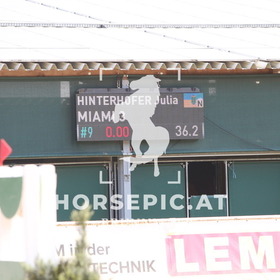 HINTERHOFER Julia
N
MIAMI 3
#9 0.00 36.2
HORSEPIC.AT
M in der
TECHNIK
LEM